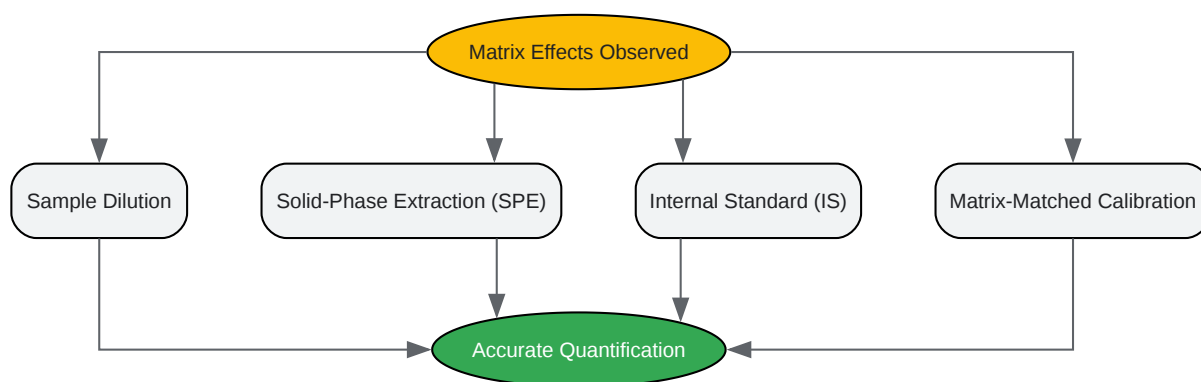 Matrix Effects Observed
Sample Dilution
Solid-Phase Extraction (SPE)
Internal Standard (IS)
Matrix-Matched Calibration
Accurate Quantification